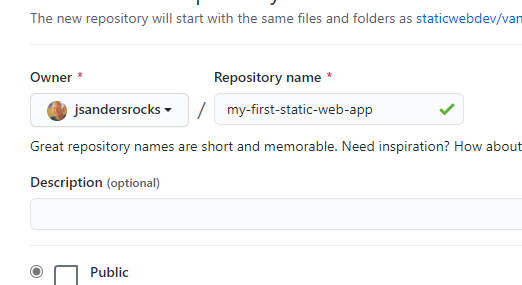 The new repository will start with the same files and folders as staticwebdev/van
Owner * Repository name *
jsandersrocks / my-first-static-web-app
Great repository names are short and memorable. Need inspiration? How about
Description (optional)
Public